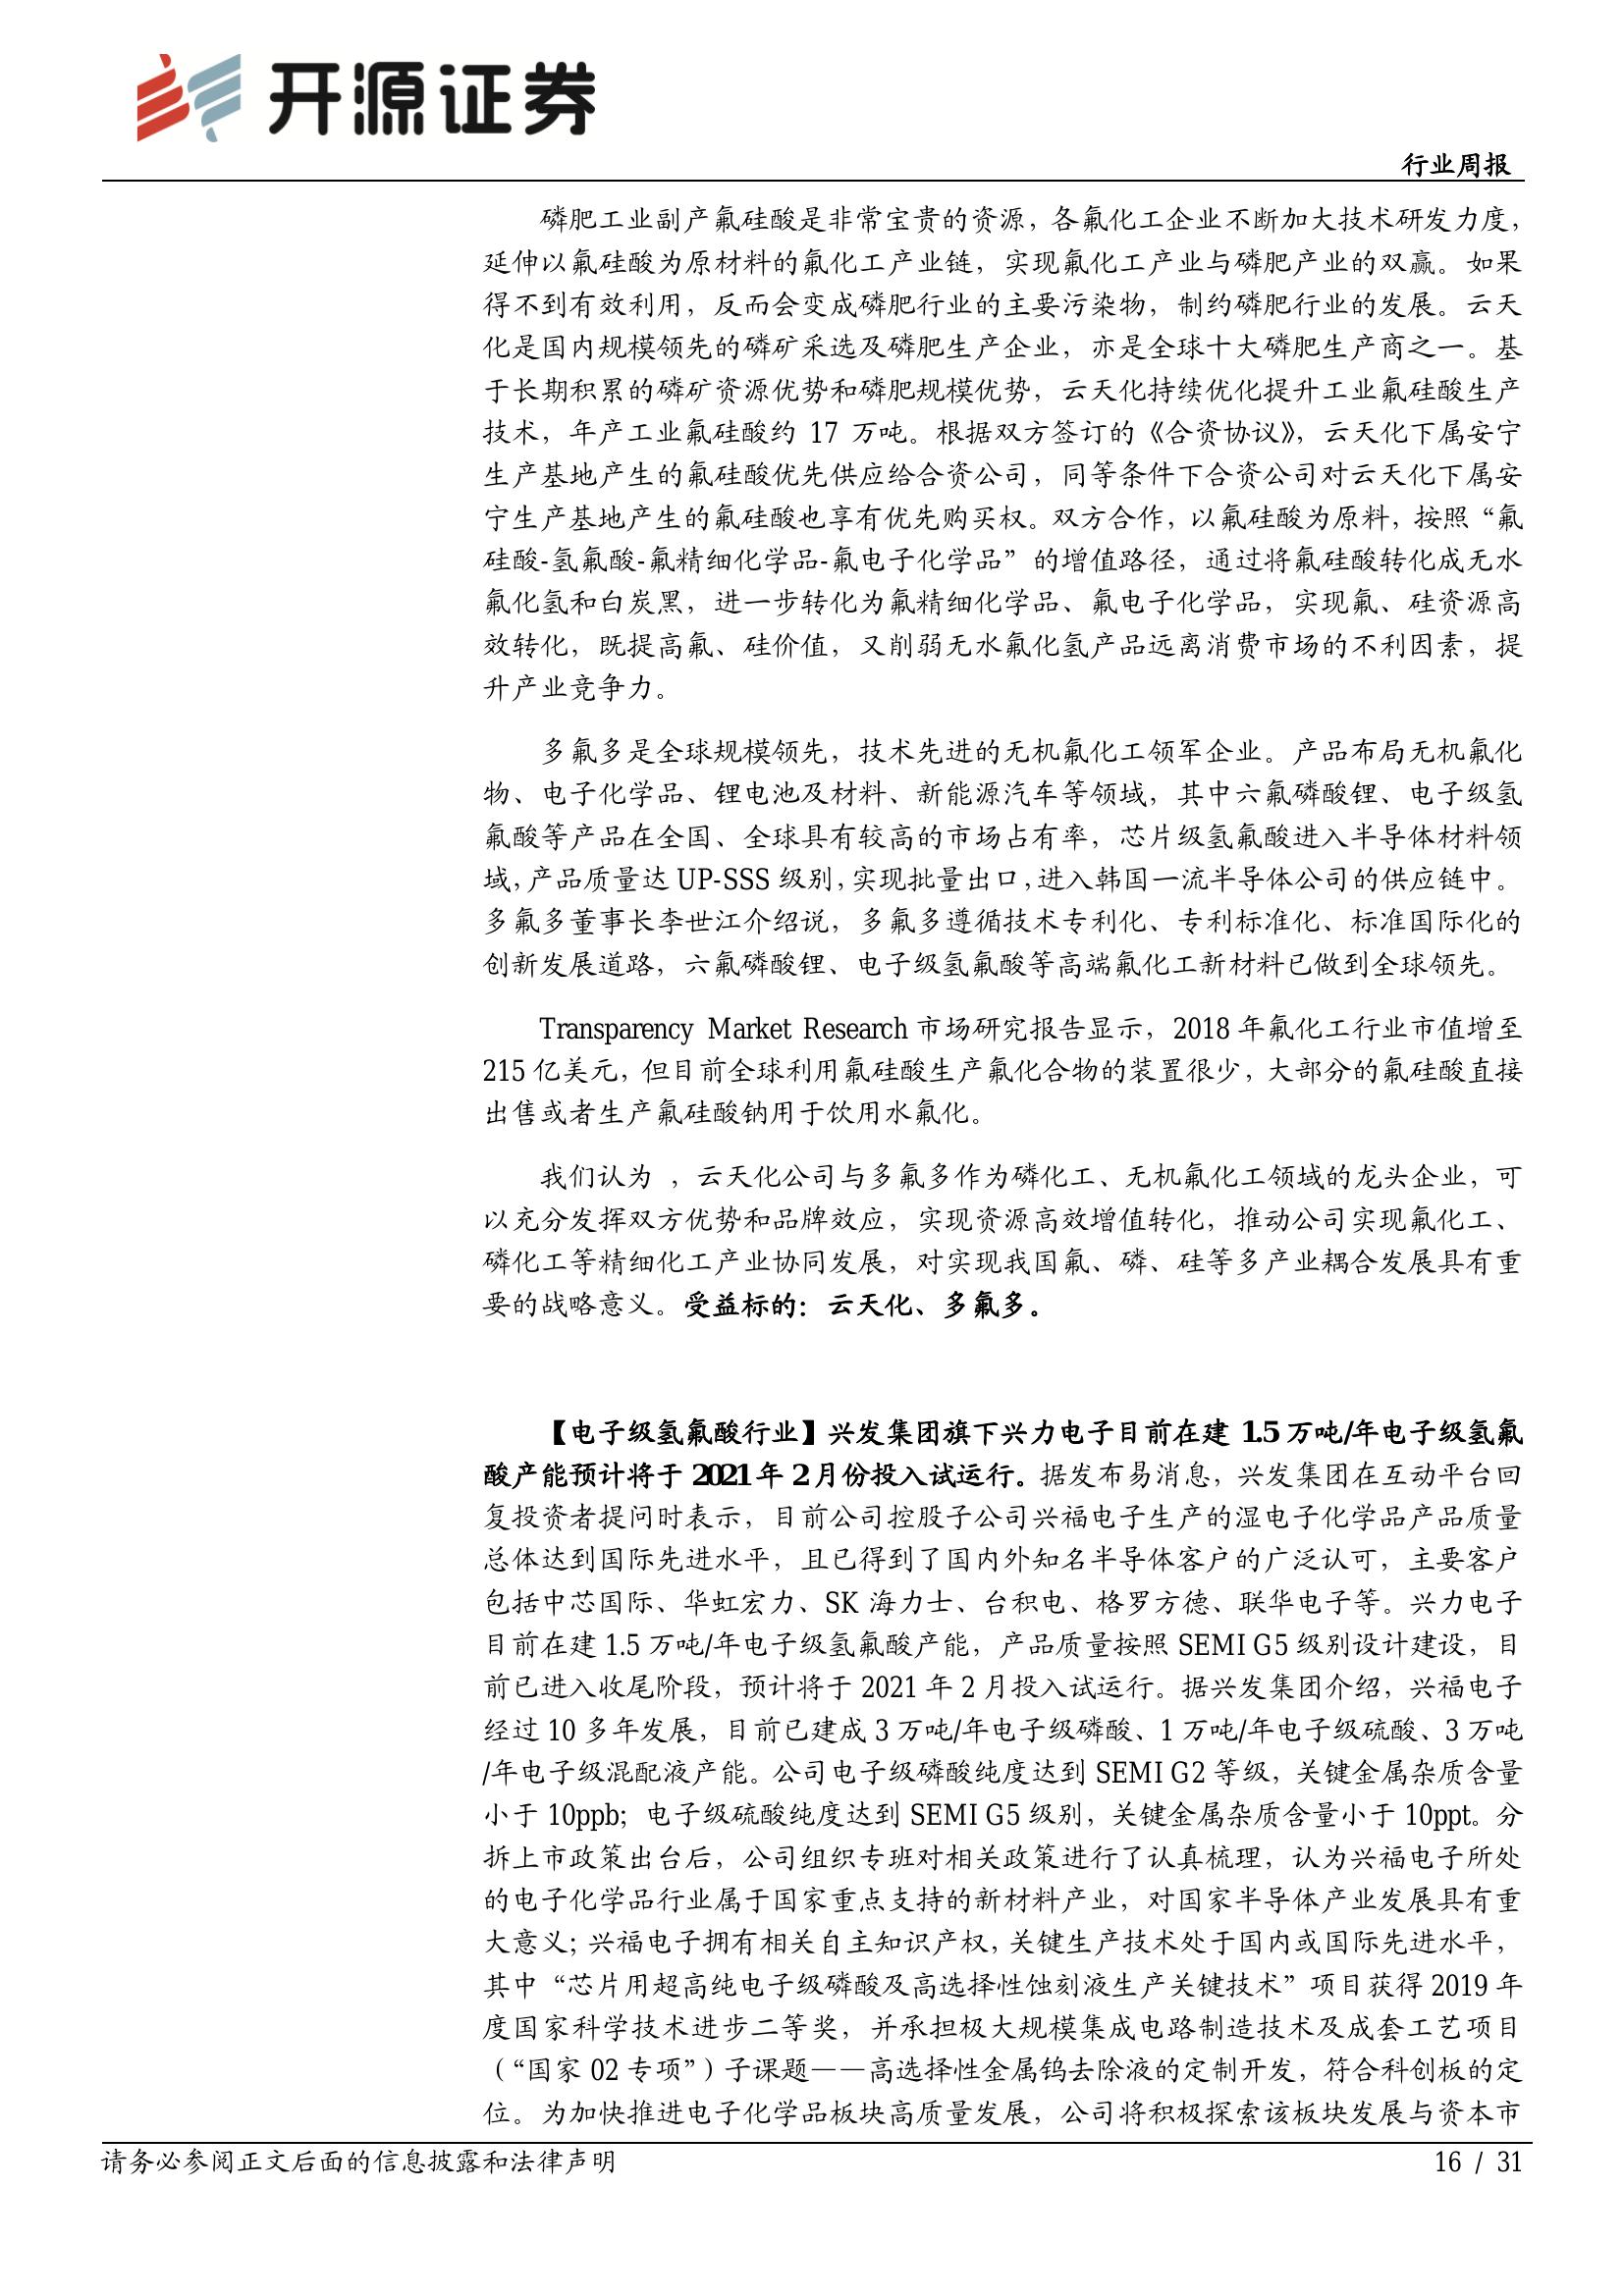 开源证券
行业周报
磷肥工业副产氟硅酸是非常宝贵的资源，各氟化工企业不断加大技术研发力度，
延伸以氟硅酸为原材料的氟化工产业链，实现氟化工产业与磷肥产业的双赢。如果
得不到有效利用，反而会变成磷肥行业的主要污染物，制约磷肥行业的发展。云天
化是国内规模领先的磷矿采选及磷肥生产企业，亦是全球十大磷肥生产商之一。基
于长期积累的磷矿资源优势和磷肥规模优势，云天化持续优化提升工业氟硅酸生产
技术，年产工业氟硅酸约 17 万吨。根据双方签订的《合资协议》，云天化下属安宁
生产基地产生的氟硅酸优先供应给合资公司，同等条件下合资公司对云天化下属安
宁生产基地产生的氟硅酸也享有优先购买权。双方合作，以氟硅酸为原料，按照“氟
硅酸-氢氟酸-氟精细化学品-氟电子化学品”的增值路径，通过将氟硅酸转化成无水
氟化氢和白炭黑，进一步转化为氟精细化学品、氟电子化学品，实现氟、硅资源高
效转化，既提高氟、硅价值，又削弱无水氟化氢产品远离消费市场的不利因素，提
升产业竞争力。
多氟多是全球规模领先，技术先进的无机氟化工领军企业。产品布局无机氟化
物、电子化学品、锂电池及材料、新能源汽车等领域，其中六氟磷酸锂、电子级氢
氟酸等产品在全国、全球具有较高的市场占有率，芯片级氢氟酸进入半导体材料领
域，产品质量达 UP-SSS 级别，实现批量出口，进入韩国一流半导体公司的供应链中。
多氟多董事长李世江介绍说，多氟多遵循技术专利化、专利标准化、标准国际化的
创新发展道路，六氟磷酸锂、电子级氢氟酸等高端氟化工新材料已做到全球领先。
Transparency Market Research 市场研究报告显示，2018 年氟化工行业市值增至
215 亿美元，但目前全球利用氟硅酸生产氟化合物的装置很少，大部分的氟硅酸直接
出售或者生产氟硅酸钠用于饮用水氟化。
我们认为 ，云天化公司与多氟多作为磷化工、无机氟化工领域的龙头企业，可
以充分发挥双方优势和品牌效应，实现资源高效增值转化，推动公司实现氟化工、
磷化工等精细化工产业协同发展，对实现我国氟、磷、硅等多产业耦合发展具有重
要的战略意义。受益标的：云天化、多氟多。
【电子级氢氟酸行业】兴发集团旗下兴力电子目前在建 1.5 万吨/年电子级氢氟
酸产能预计将于 2021 年 2 月份投入试运行。据发布易消息，兴发集团在互动平台回
复投资者提问时表示，目前公司控股子公司兴福电子生产的湿电子化学品产品质量
总体达到国际先进水平，且已得到了国内外知名半导体客户的广泛认可，主要客户
包括中芯国际、华虹宏力、SK 海力士、台积电、格罗方德、联华电子等。兴力电子
目前在建 1.5 万吨/年电子级氢氟酸产能，产品质量按照 SEMI G5 级别设计建设，目
前已进入收尾阶段，预计将于 2021 年 2 月投入试运行。据兴发集团介绍，兴福电子
经过 10 多年发展，目前已建成 3 万吨/年电子级磷酸、1 万吨/年电子级硫酸、3 万吨
/年电子级混配液产能。公司电子级磷酸纯度达到 SEMI G2 等级，关键金属杂质含量
小于 10ppb；电子级硫酸纯度达到 SEMI G5 级别，关键金属杂质含量小于 10ppt。分
拆上市政策出台后，公司组织专班对相关政策进行了认真梳理，认为兴福电子所处
的电子化学品行业属于国家重点支持的新材料产业，对国家半导体产业发展具有重
大意义；兴福电子拥有相关自主知识产权，关键生产技术处于国内或国际先进水平，
其中“芯片用超高纯电子级磷酸及高选择性蚀刻液生产关键技术”项目获得 2019 年
度国家科学技术进步二等奖，并承担极大规模集成电路制造技术及成套工艺项目
（“国家 02 专项”）子课题——高选择性金属钨去除液的定制开发，符合科创板的定
位。为加快推进电子化学品板块高质量发展，公司将积极探索该板块发展与资本市
请务必参阅正文后面的信息披露和法律声明
16 / 31